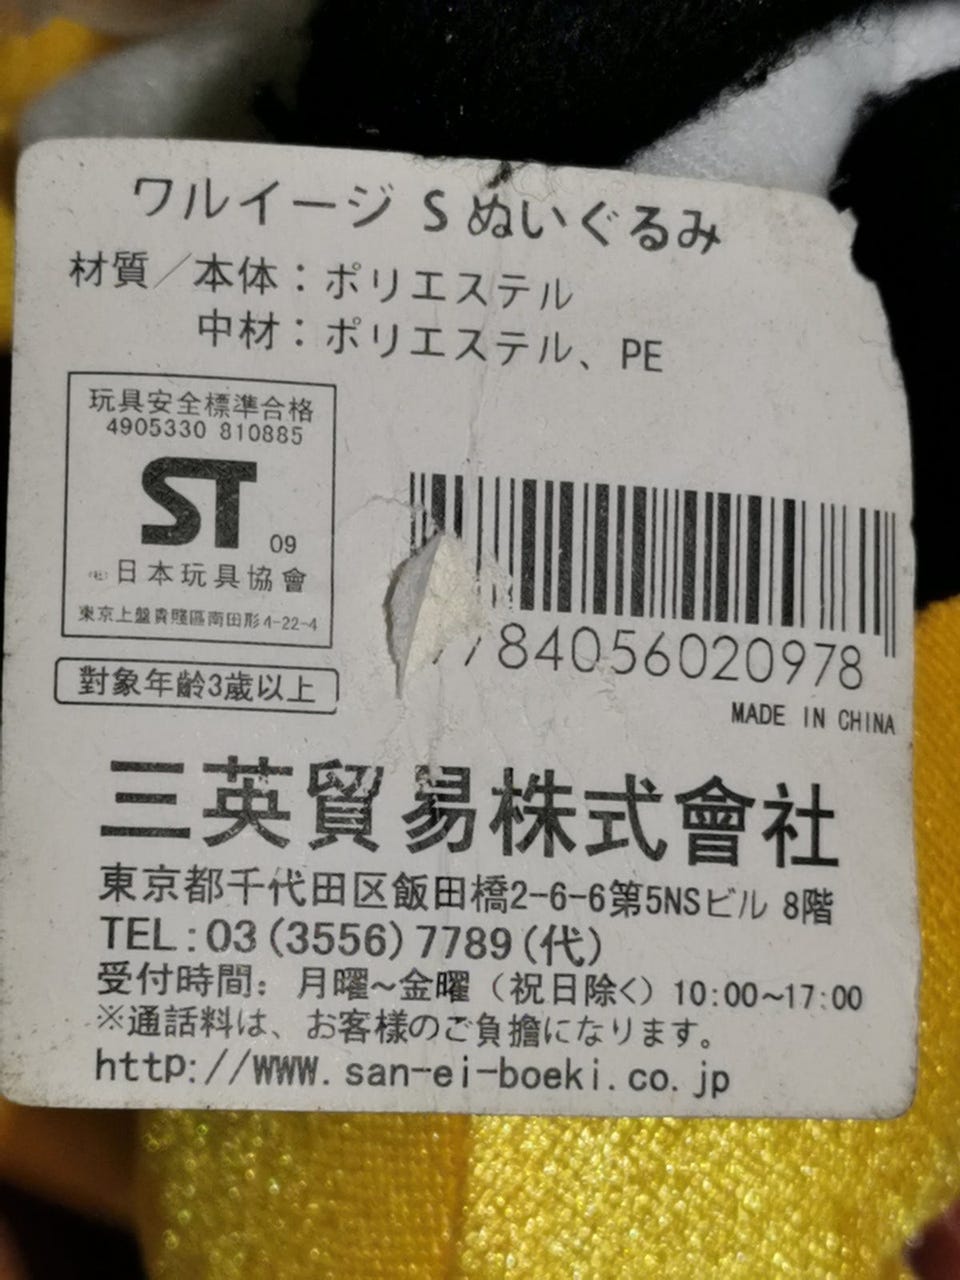 ワルイージ S ぬいぐるみ
材質／本体：ポリエステル
中材：ポリエステル、PE
玩具安全標準合格
4905330 810885
ST 09
日本玩具協會
東京上盤貴賤區南田形4-22-4
對象年齡3歳以上
7784056020978
MADE IN CHINA
三英貿易株式會社
東京都千代田区飯田橋2-6-6第5NSビル 8階
TEL:03(3556)7789(代)
受付時間：月曜～金曜（祝日除く）10:00~17:00
※通話料は、お客様のご負擔になります。
http://www.san-ei-boeki.co.jp